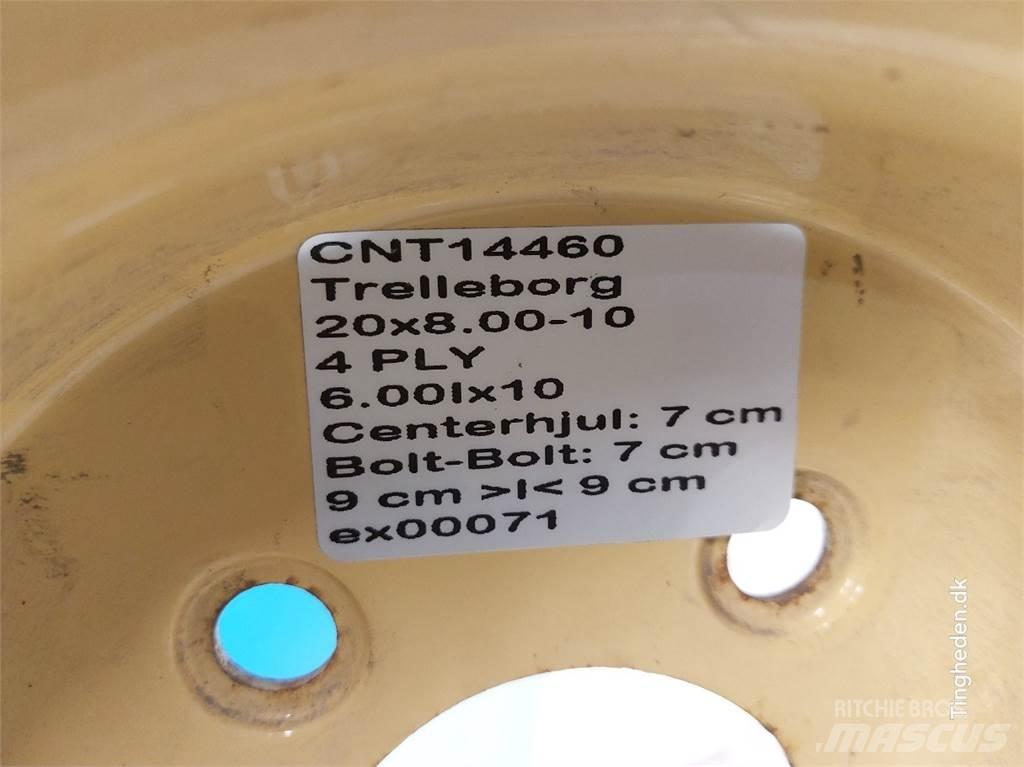 CNT14460
Trelleborg
20x8.00-10
4 PLY
6.00Ix10
Centerhjul: 7 cm
Bolt-Bolt: 7 cm
9 cm >I< 9 cm
ex00071
Tingheden.dk
RITCHIE BROS
MASCUS